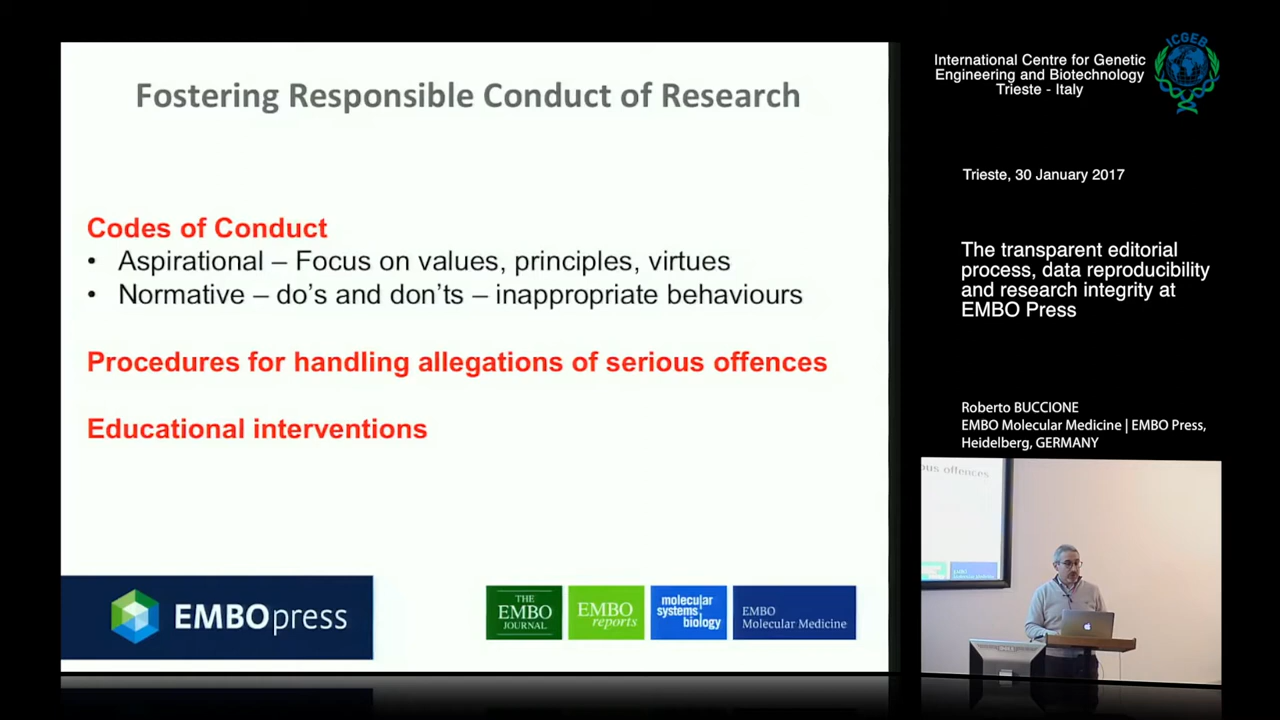 Fostering Responsible Conduct of Research
Codes of Conduct
• Aspirational – Focus on values, principles, virtues
• Normative – do's and don'ts – inappropriate behaviours
Procedures for handling allegations of serious offences
Educational interventions
EMBOpress
THE
EMBO
JOURNAL
EMBO
reports
molecular
systems
biology
EMBO
Molecular Medicine
International Centre for Genetic
Engineering and Biotechnology
Trieste - Italy
ICGEB
Trieste, 30 January 2017
The transparent editorial
process, data reproducibility
and research integrity at
EMBO Press
Roberto BUCCIONE
EMBO Molecular Medicine | EMBO Press,
Heidelberg, GERMANY
ous offences